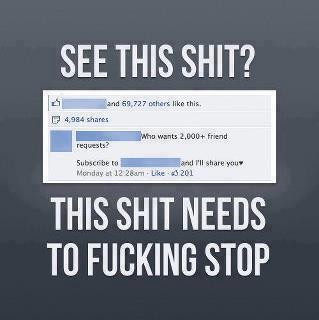 SEE THIS SHIT?
and 69,727 others like this.
4,984 shares
Who wants 2,000+ friend
requests?
Subscribe to and I'll share you♥
Monday at 12:28am · Like · 201
THIS SHIT NEEDS
TO FUCKING STOP